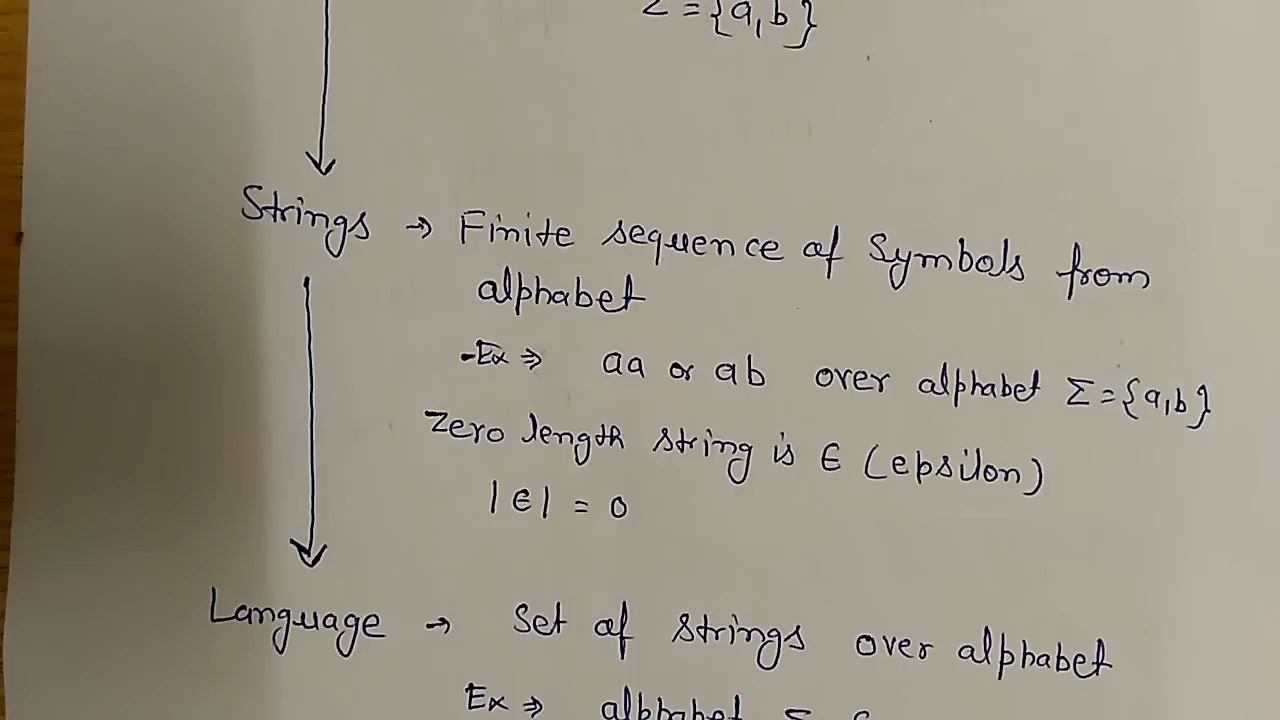 Σ = {a, b}
Strings → Finite sequence of symbols from
alphabet
- Ex ⇒ aa or ab over alphabet Σ = {a, b}
Zero length string is ϵ (epsilon)
|ϵ| = 0
Language → Set of strings over alphabet
Ex ⇒ alphabet Σ